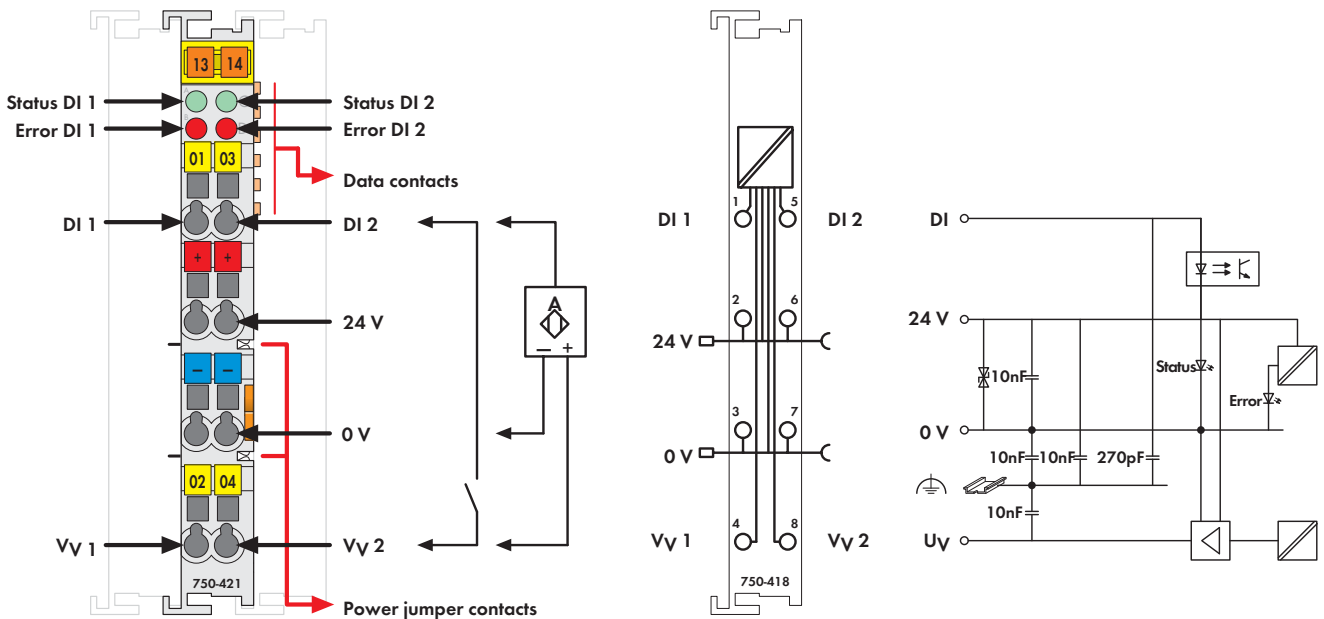 13 14
A C
B D
Status DI 1
Status DI 2
Error DI 1
Error DI 2
01 03
Data contacts
DI 1
DI 2
+ +
24 V
A
− +
− −
0 V
02 04
VV 1
VV 2
750-421
Power jumper contacts
1 5
DI 1
DI 2
2 6
24 V
3 7
0 V
4 8
VV 1
VV 2
750-418
DI
24 V
10nF
Status
Error
0 V
10nF 10nF 270pF
10nF
UV